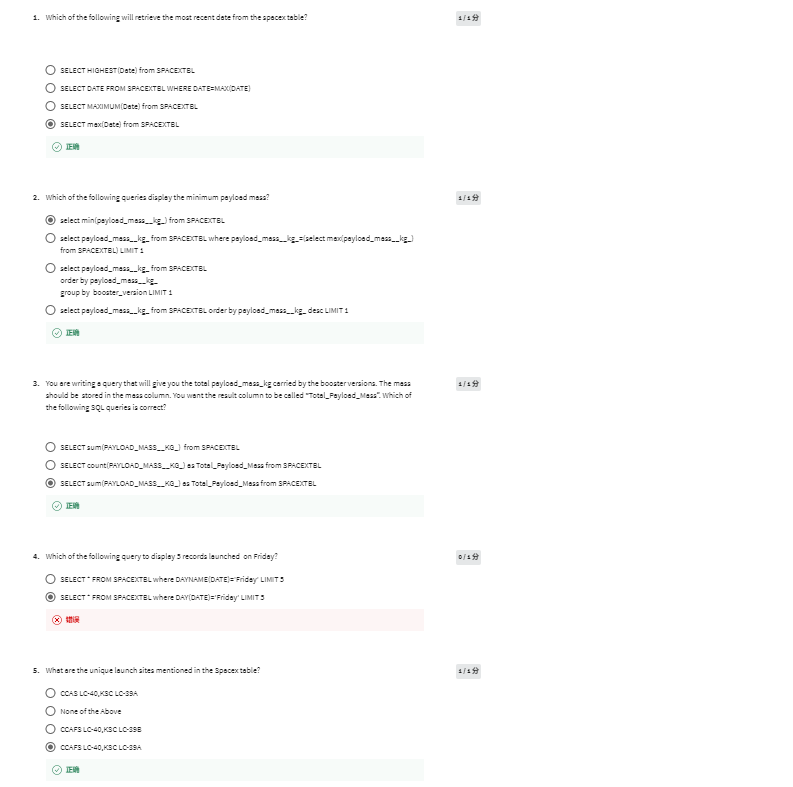 1. Which of the following will retrieve the most recent date from the spacex table?
1 / 1 分
SELECT HIGHEST(Date) from SPACEXTBL
SELECT DATE FROM SPACEXTBL WHERE DATE=MAX(DATE)
SELECT MAXIMUM(Date) from SPACEXTBL
SELECT max(Date) from SPACEXTBL
正确
2. Which of the following queries display the minimum payload mass?
1 / 1 分
select min(payload_mass__kg_) from SPACEXTBL
select payload_mass__kg_ from SPACEXTBL where payload_mass__kg_=(select max(payload_mass__kg_)
from SPACEXTBL) LIMIT 1
select payload_mass__kg_ from SPACEXTBL
order by payload_mass__kg_
group by booster_version LIMIT 1
select payload_mass__kg_ from SPACEXTBL order by payload_mass__kg_ desc LIMIT 1
正确
3. You are writing a query that will give you the total payload_mass_kg carried by the booster versions. The mass
1 / 1 分
should be stored in the mass column. You want the result column to be called “Total_Payload_Mass”. Which of
the following SQL queries is correct?
SELECT sum(PAYLOAD_MASS__KG_) from SPACEXTBL
SELECT count(PAYLOAD_MASS__KG_) as Total_Payload_Mass from SPACEXTBL
SELECT sum(PAYLOAD_MASS__KG_) as Total_Payload_Mass from SPACEXTBL
正确
4. Which of the following query to display 5 records launched on Friday?
0 / 1 分
SELECT * FROM SPACEXTBL where DAYNAME(DATE)='Friday' LIMIT 5
SELECT * FROM SPACEXTBL where DAY(DATE)='Friday' LIMIT 5
错误
5. What are the unique launch sites mentioned in the Spacex table?
1 / 1 分
CCAS LC-40,KSC LC-39A
None of the Above
CCAFS LC-40,KSC LC-39B
CCAFS LC-40,KSC LC-39A
正确